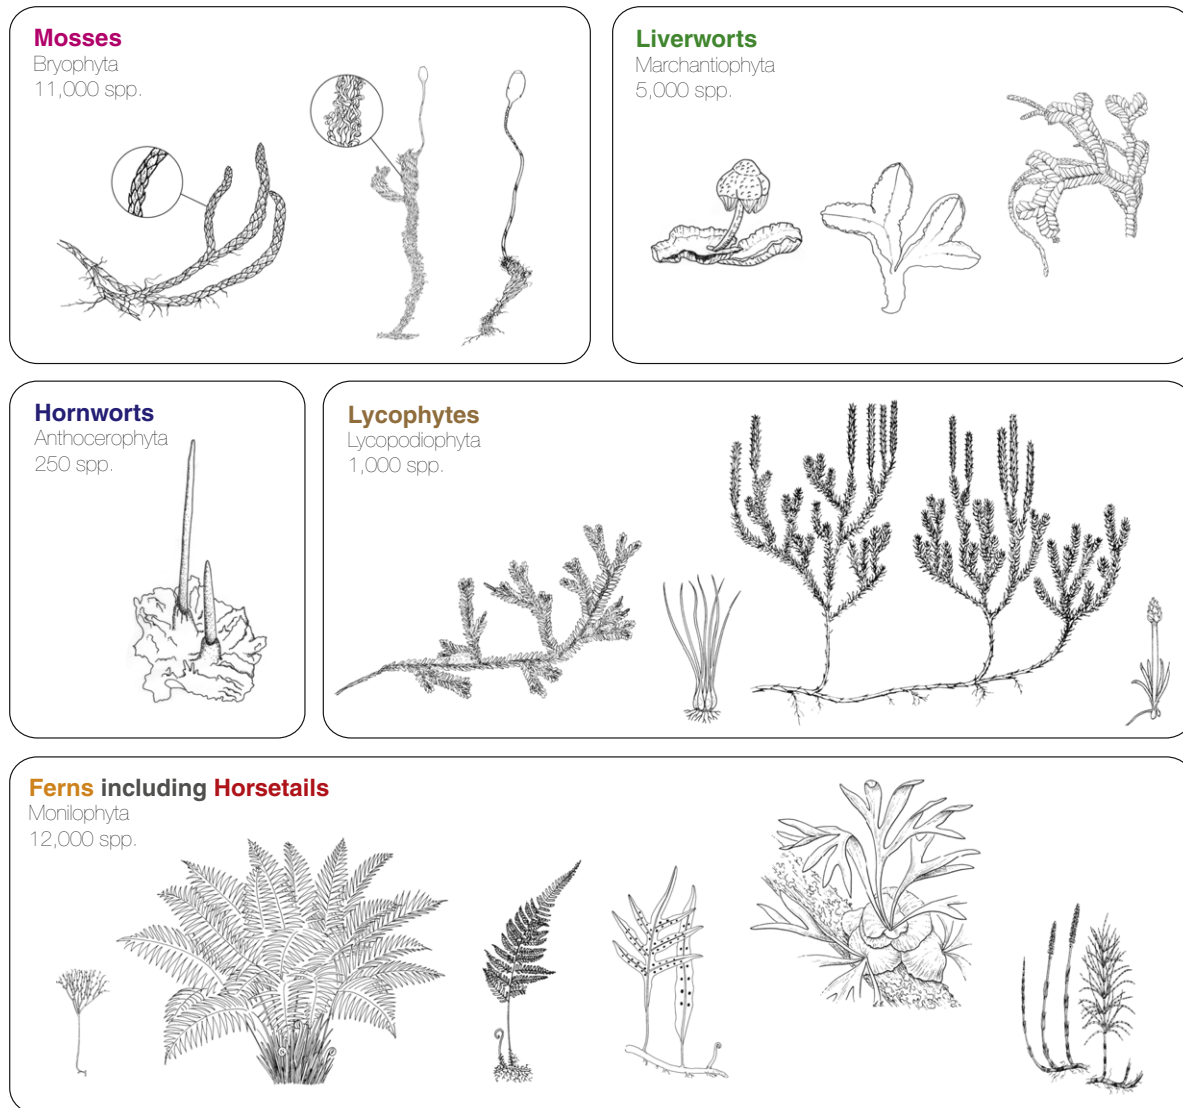 Mosses
Bryophyta
11,000 spp.
Liverworts
Marchantiophyta
5,000 spp.
Hornworts
Anthocerophyta
250 spp.
Lycophytes
Lycopodiophyta
1,000 spp.
Ferns including Horsetails
Monilophyta
12,000 spp.